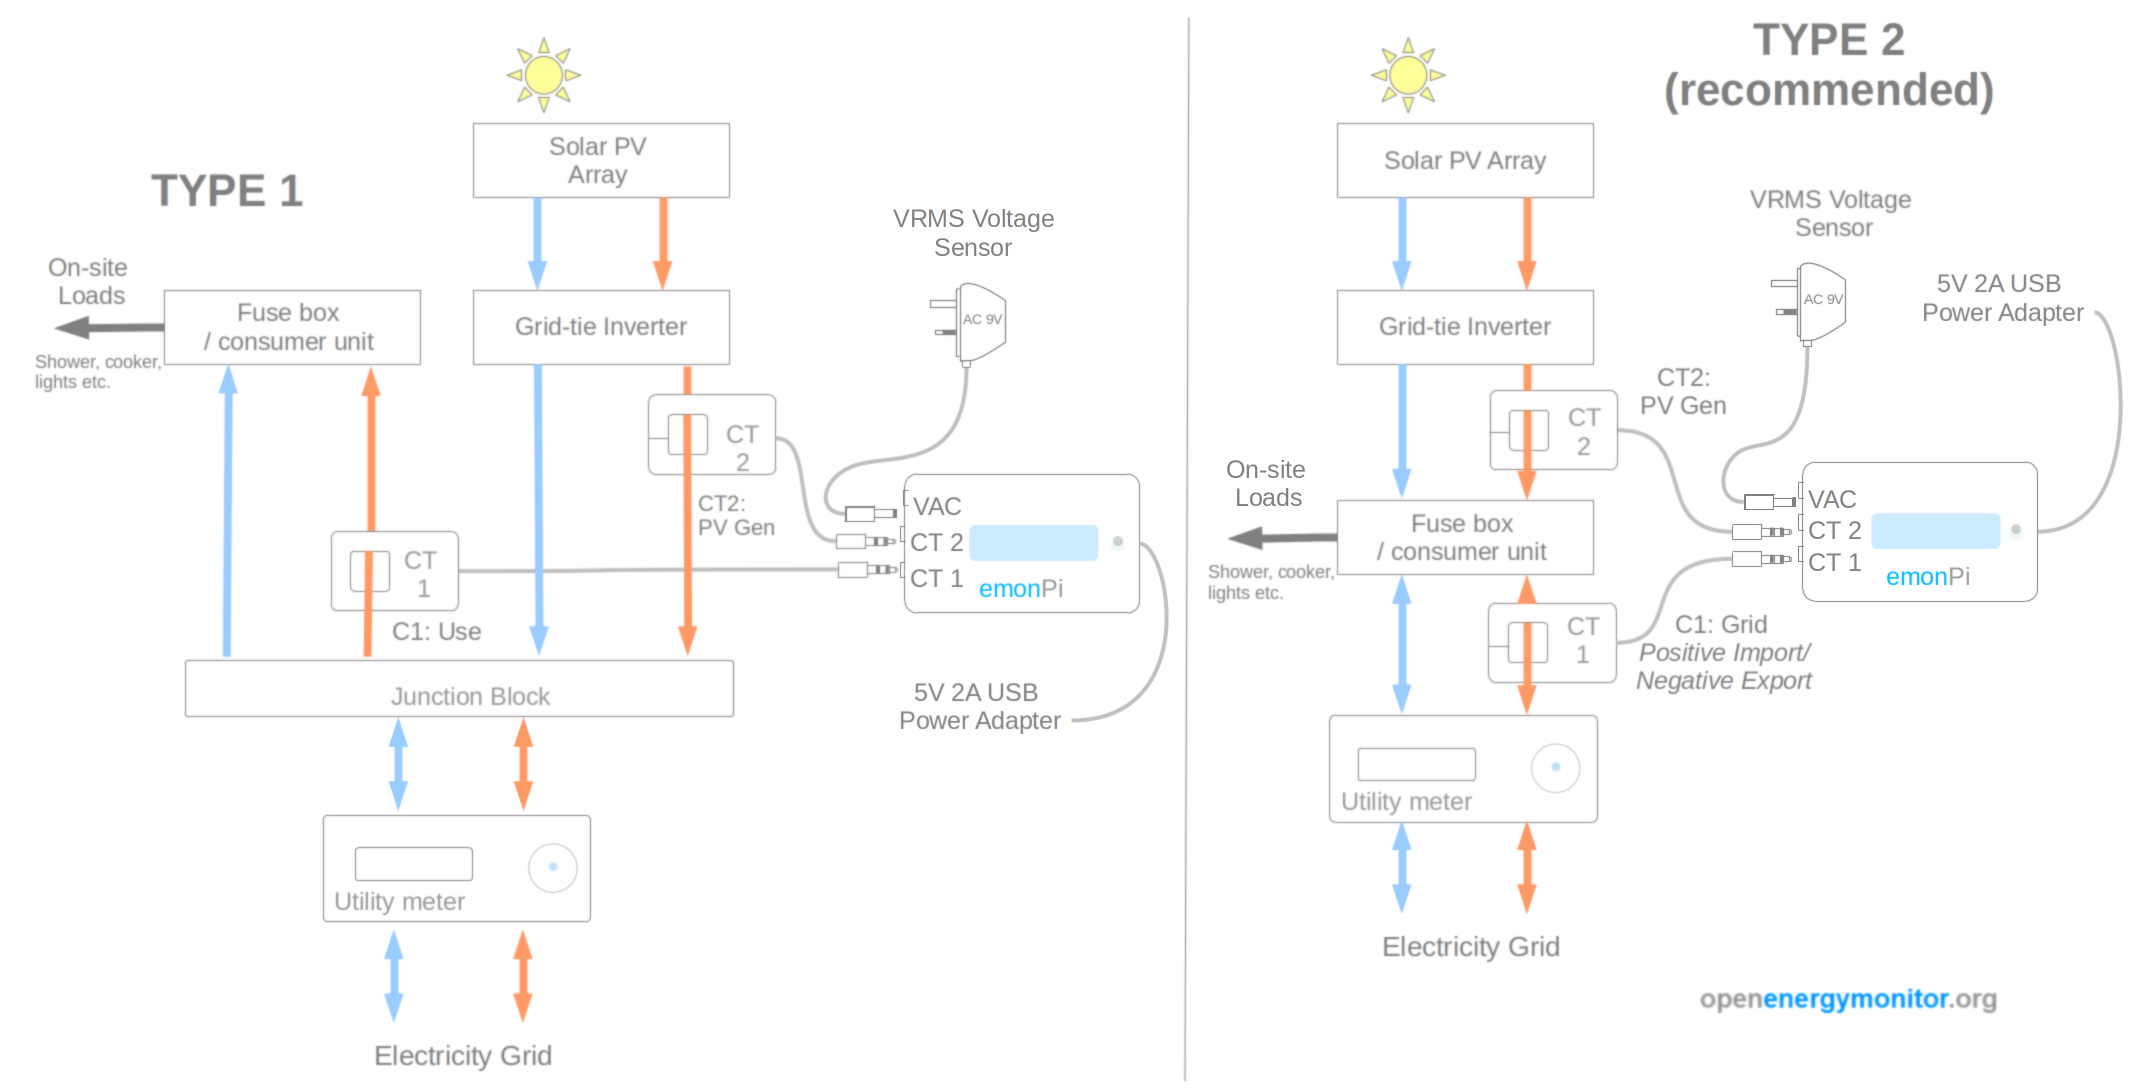 TYPE 1
Solar PV
Array
On-site
Loads
Shower, cooker,
lights etc.
Fuse box
/ consumer unit
Grid-tie Inverter
VRMS Voltage
Sensor
AC 9V
CT
2
CT2:
PV Gen
CT
1
C1: Use
VAC
CT 2
CT 1
emonPi
5V 2A USB
Power Adapter
Junction Block
Utility meter
Electricity Grid
TYPE 2
(recommended)
Solar PV Array
Grid-tie Inverter
VRMS Voltage
Sensor
AC 9V
5V 2A USB
Power Adapter
CT2:
PV Gen
CT
2
On-site
Loads
Shower, cooker,
lights etc.
Fuse box
/ consumer unit
VAC
CT 2
CT 1
emonPi
CT
1
C1: Grid
Positive Import/
Negative Export
Utility meter
Electricity Grid
openenergymonitor.org